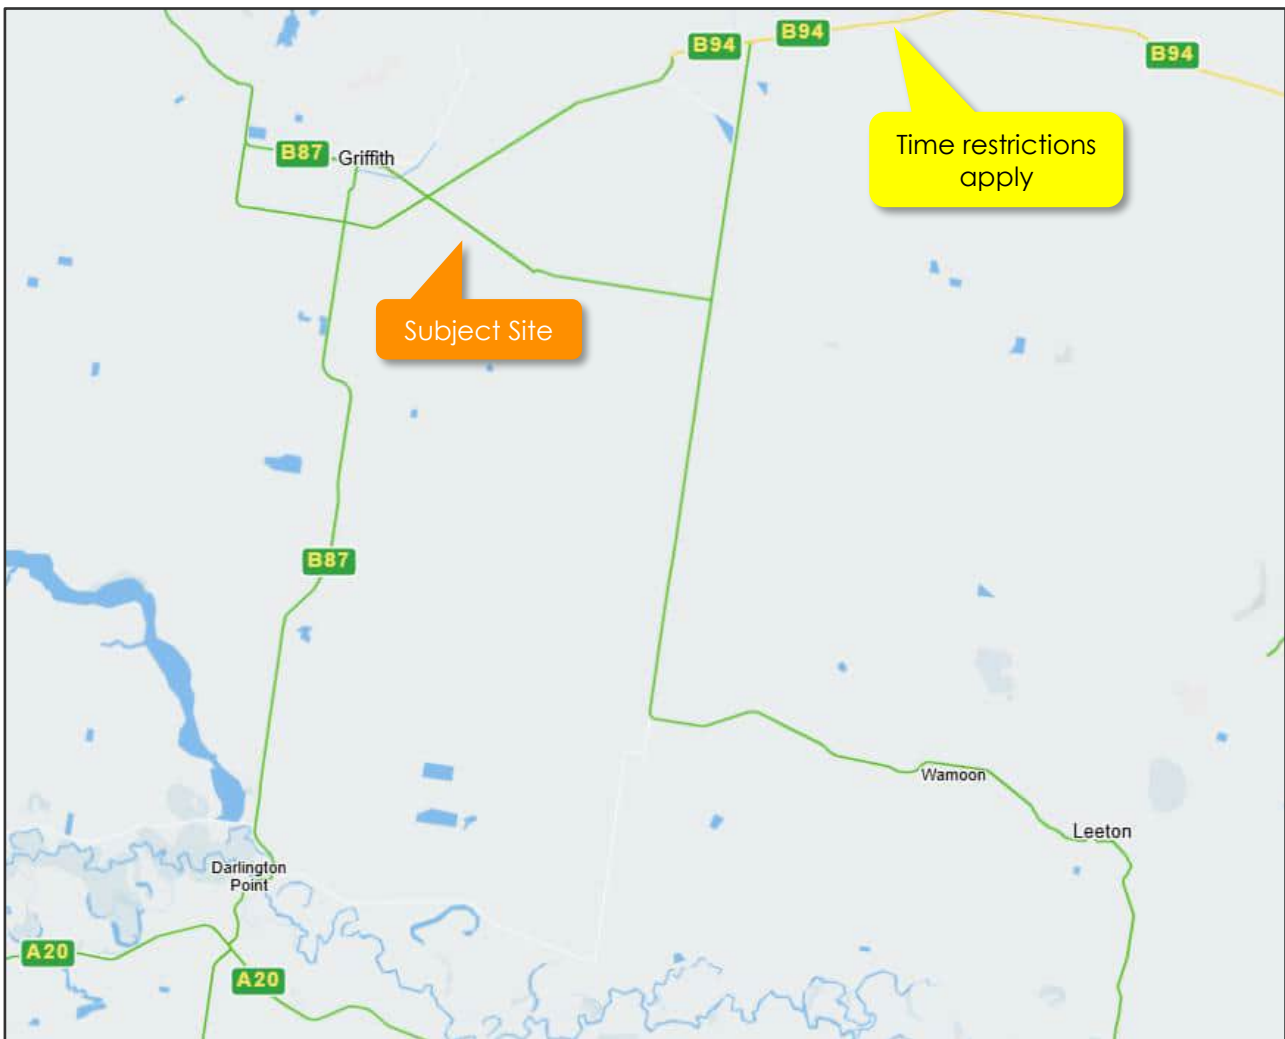 B94
B94
B94
Time restrictions
apply
B87
Griffith
Subject Site
B87
Wamoon
Leeton
Darlington
Point
A20
A20